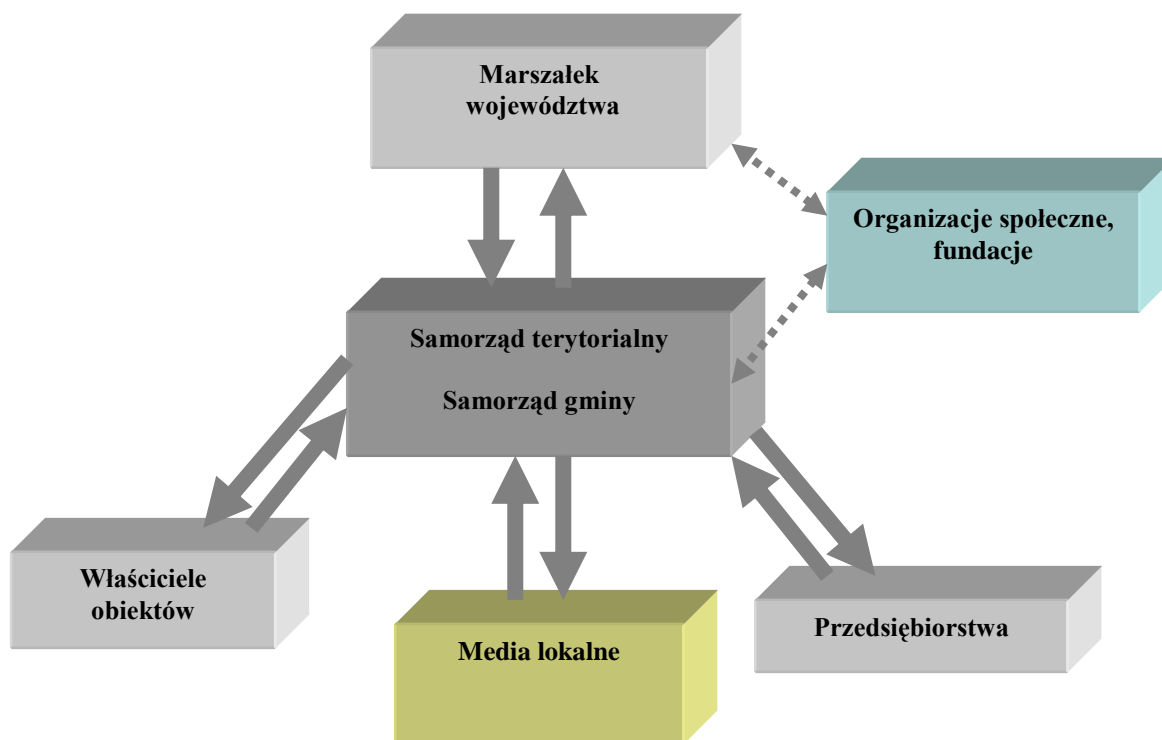 Marszałek
województwa
Organizacje społeczne,
fundacje
Samorząd terytorialny
Samorząd gminy
Właściciele
obiektów
Media lokalne
Przedsiębiorstwa